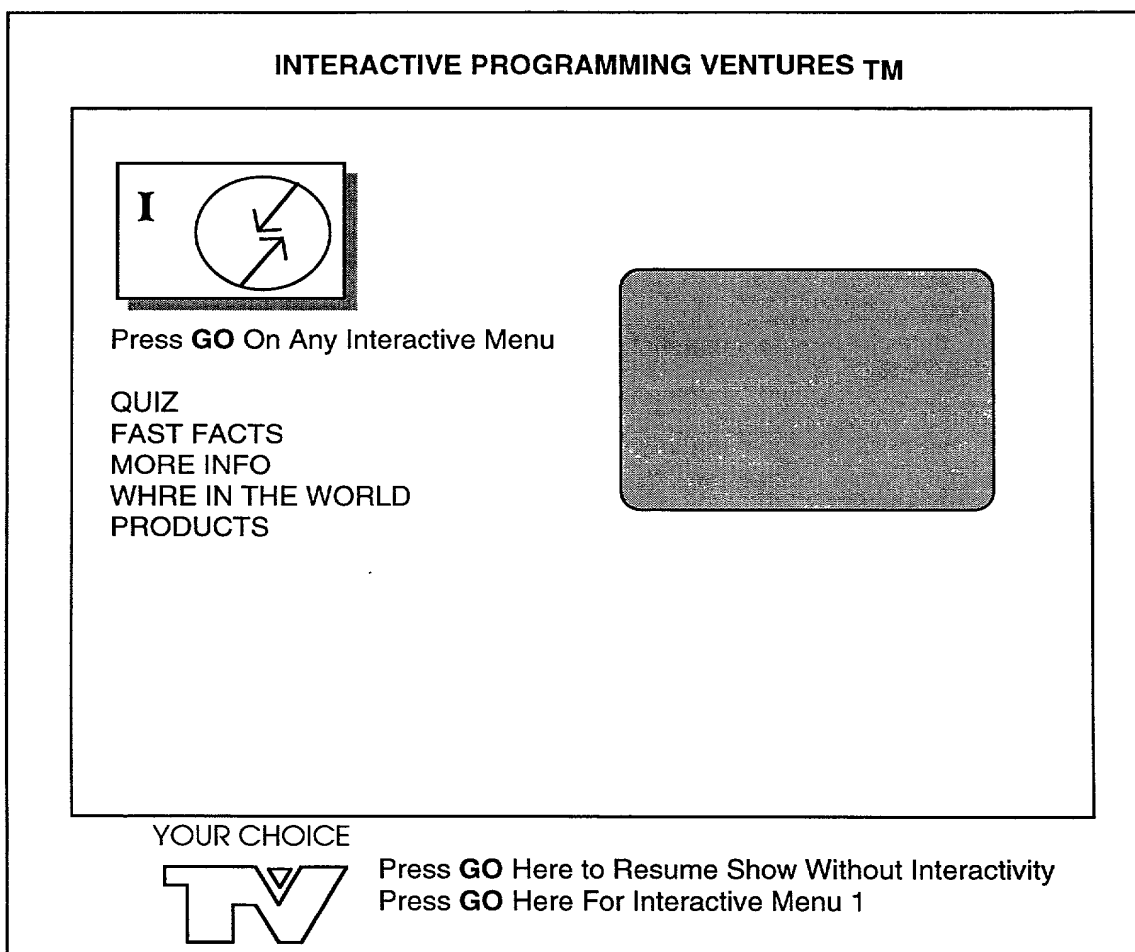 INTERACTIVE PROGRAMMING VENTURES TM
I
Press GO On Any Interactive Menu
QUIZ
FAST FACTS
MORE INFO
WHRE IN THE WORLD
PRODUCTS
YOUR CHOICE
TV
Press GO Here to Resume Show Without Interactivity
Press GO Here For Interactive Menu 1